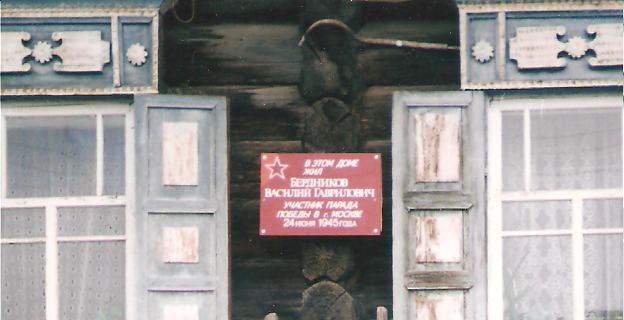 В ЭТОМ ДОМЕ
ЖИЛ
БЕРДНИКОВ
ВАСИЛИЙ ГАВРИЛОВИЧ
УЧАСТНИК ПАРАДА
ПОБЕДЫ В г. МОСКВЕ
24 ИЮНЯ 1945 ГОДА